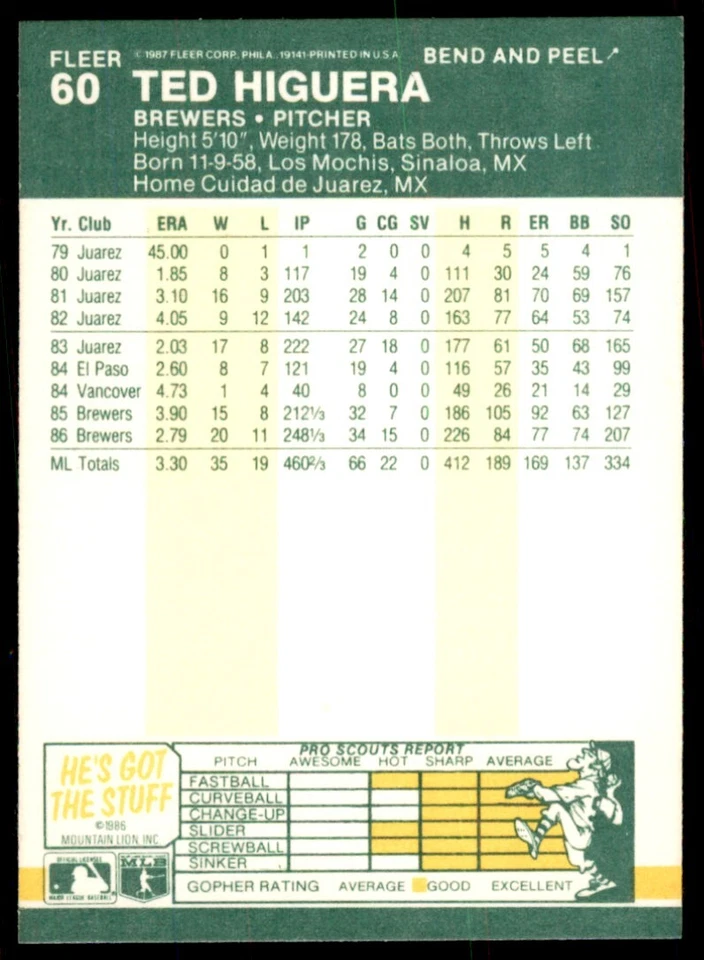 FLEER ©1987 FLEER CORP. PHILA., 19141-PRINTED IN U.S.A. BEND AND PEEL
60 TED HIGUERA
BREWERS • PITCHER
Height 5'10", Weight 178, Bats Both, Throws Left
Born 11-9-58, Los Mochis, Sinaloa, MX
Home Cuidad de Juarez, MX
Yr. Club ERA W L IP G CG SV H R ER BB SO
79 Juarez 45.00 0 1 1 2 0 0 4 5 5 4 1
80 Juarez 1.85 8 3 117 19 4 0 111 30 24 59 76
81 Juarez 3.10 16 9 203 28 14 0 207 81 70 69 157
82 Juarez 4.05 9 12 142 24 8 0 163 77 64 53 74
83 Juarez 2.03 17 8 222 27 18 0 177 61 50 68 165
84 El Paso 2.60 8 7 121 19 4 0 116 57 35 43 99
84 Vancover 4.73 1 4 40 8 0 0 49 26 21 14 29
85 Brewers 3.90 15 8 212⅓ 32 7 0 186 105 92 63 127
86 Brewers 2.79 20 11 248⅓ 34 15 0 226 84 77 74 207
ML Totals 3.30 35 19 460⅔ 66 22 0 412 189 169 137 334
HE'S GOT
THE STUFF
©1986
MOUNTAIN LION, INC
OFFICIAL LICENSEE
MAJOR LEAGUE BASEBALL
MLB
PRO SCOUTS REPORT
PITCH AWESOME HOT SHARP AVERAGE
FASTBALL
CURVEBALL
CHANGE-UP
SLIDER
SCREWBALL
SINKER
GOPHER RATING AVERAGE GOOD EXCELLENT